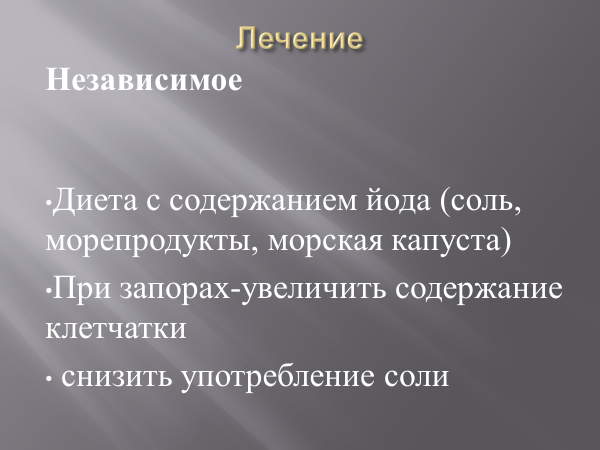 Лечение
Независимое
•Диета с содержанием йода (соль,
морепродукты, морская капуста)
•При запорах-увеличить содержание
клетчатки
• снизить употребление соли